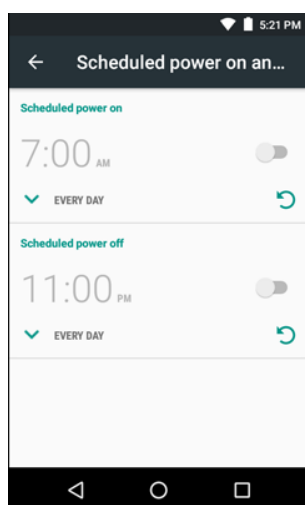 5:21 PM
Scheduled power on an...
Scheduled power on
7:00 AM
EVERY DAY
Scheduled power off
11:00 PM
EVERY DAY